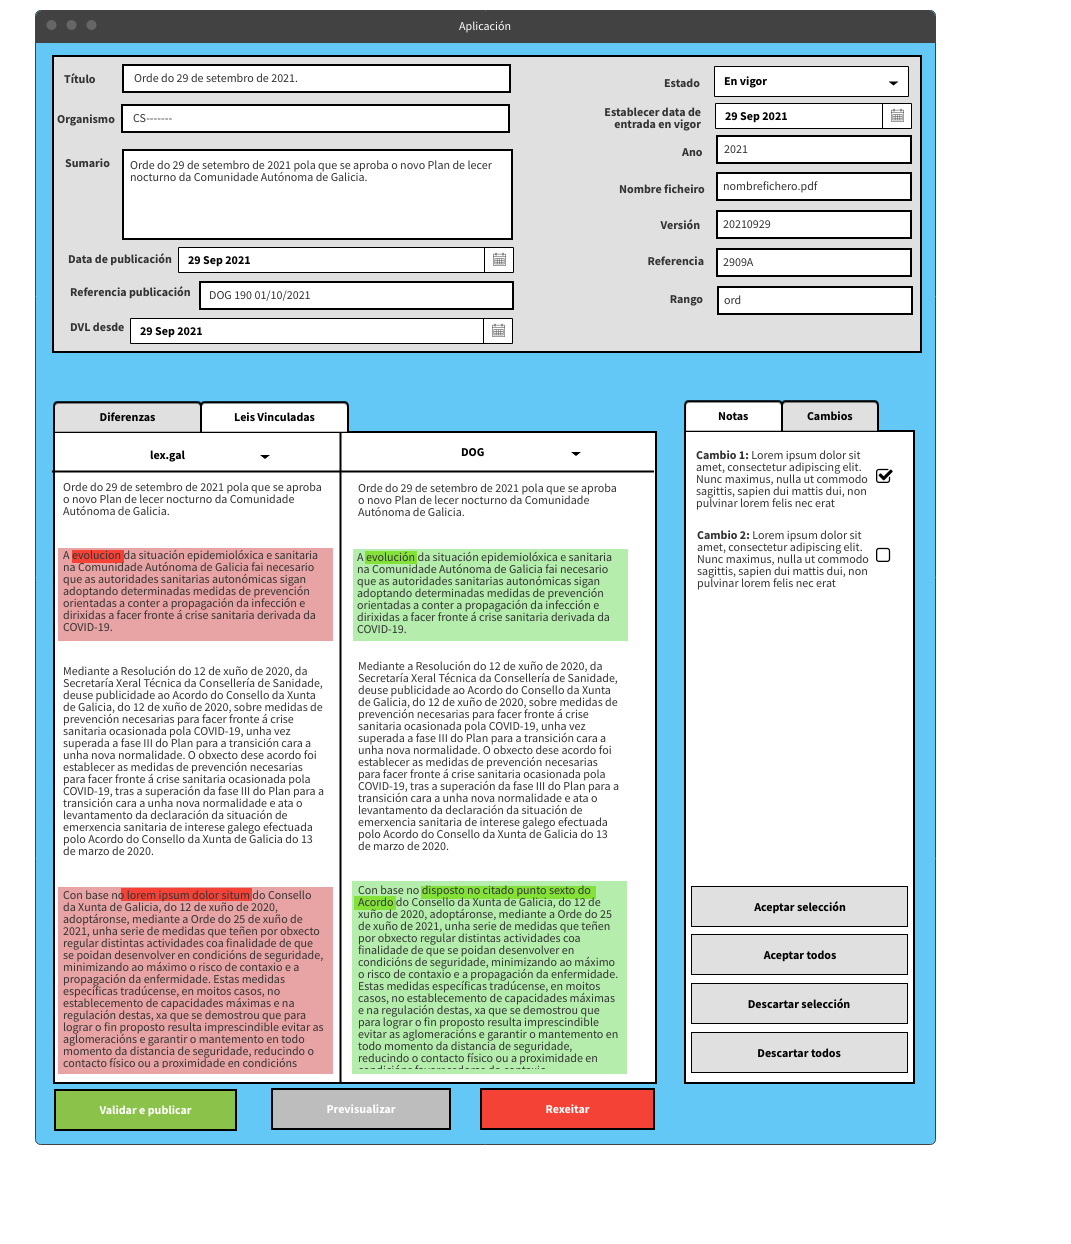 Aplicación
Título
Orde do 29 de setembro de 2021.
Organismo
CS-------
Sumario
Orde do 29 de setembro de 2021 pola que se aproba o novo Plan de lecer
nocturno da Comunidade Autónoma de Galicia.
Data de publicación
29 Sep 2021
Referencia publicación
DOG 190 01/10/2021
DVL desde
29 Sep 2021
Estado
En vigor
Establecer data de
entrada en vigor
29 Sep 2021
Ano
2021
Nombre ficheiro
nombrefichero.pdf
Versión
20210929
Referencia
2909A
Rango
ord
Diferenzas
Leis Vinculadas
lex.gal
Orde do 29 de setembro de 2021 pola que se aproba
o novo Plan de lecer nocturno da Comunidade
Autónoma de Galicia.
A evolucion da situación epidemiolóxica e sanitaria
na Comunidade Autónoma de Galicia fai necesario
que as autoridades sanitarias autonómicas sigan
adoptando determinadas medidas de prevención
orientadas a conter a propagación da infección e
dirixidas a facer fronte á crise sanitaria derivada da
COVID-19.
Mediante a Resolución do 12 de xuño de 2020, da
Secretaría Xeral Técnica da Consellería de Sanidade,
deuse publicidade ao Acordo do Consello da Xunta
de Galicia, do 12 de xuño de 2020, sobre medidas de
prevención necesarias para facer fronte á crise
sanitaria ocasionada pola COVID-19, unha vez
superada a fase III do Plan para a transición cara a
unha nova normalidade. O obxecto dese acordo foi
establecer as medidas de prevención necesarias
para facer fronte á crise sanitaria ocasionada pola
COVID-19, tras a superación da fase III do Plan para a
transición cara a unha nova normalidade e ata o
levantamento da declaración da situación de
emerxencia sanitaria de interese galego efectuada
polo Acordo do Consello da Xunta de Galicia do 13
de marzo de 2020.
Con base no lorem ipsum dolor situm do Consello
da Xunta de Galicia, do 12 de xuño de 2020,
adoptáronse, mediante a Orde do 25 de xuño de
2021, unha serie de medidas que teñen por obxecto
regular distintas actividades coa finalidade de que
se poidan desenvolver en condicións de seguridade,
minimizando ao máximo o risco de contaxio e a
propagación da enfermidade. Estas medidas
específicas tradúcense, en moitos casos, no
establecemento de capacidades máximas e na
regulación destas, xa que se demostrou que para
lograr o fin proposto resulta imprescindible evitar as
aglomeracións e garantir o mantemento en todo
momento da distancia de seguridade, reducindo o
contacto físico ou a proximidade en condicións
DOG
Orde do 29 de setembro de 2021 pola que se aproba
o novo Plan de lecer nocturno da Comunidade
Autónoma de Galicia.
A evolución da situación epidemiolóxica e sanitaria
na Comunidade Autónoma de Galicia fai necesario
que as autoridades sanitarias autonómicas sigan
adoptando determinadas medidas de prevención
orientadas a conter a propagación da infección e
dirixidas a facer fronte á crise sanitaria derivada da
COVID-19.
Mediante a Resolución do 12 de xuño de 2020, da
Secretaría Xeral Técnica da Consellería de Sanidade,
deuse publicidade ao Acordo do Consello da Xunta
de Galicia, do 12 de xuño de 2020, sobre medidas de
prevención necesarias para facer fronte á crise
sanitaria ocasionada pola COVID-19, unha vez
superada a fase III do Plan para a transición cara a
unha nova normalidade. O obxecto dese acordo foi
establecer as medidas de prevención necesarias
para facer fronte á crise sanitaria ocasionada pola
COVID-19, tras a superación da fase III do Plan para a
transición cara a unha nova normalidade e ata o
levantamento da declaración da situación de
emerxencia sanitaria de interese galego efectuada
polo Acordo do Consello da Xunta de Galicia do 13
de marzo de 2020.
Con base no disposto no citado punto sexto do
Acordo do Consello da Xunta de Galicia, do 12 de
xuño de 2020, adoptáronse, mediante a Orde do 25
de xuño de 2021, unha serie de medidas que teñen
por obxecto regular distintas actividades coa
finalidade de que se poidan desenvolver en
condicións de seguridade, minimizando ao máximo
o risco de contaxio e a propagación da enfermidade.
Estas medidas específicas tradúcense, en moitos
casos, no establecemento de capacidades máximas
e na regulación destas, xa que se demostrou que
para lograr o fin proposto resulta imprescindible
evitar as aglomeracións e garantir o mantemento en
todo momento da distancia de seguridade,
reducindo o contacto físico ou a proximidade en
Notas
Cambios
Cambio 1: Lorem ipsum dolor sit
amet, consectetur adipiscing elit.
Nunc maximus, nulla ut commodo
sagittis, sapien dui mattis dui, non
pulvinar lorem felis nec erat
Cambio 2: Lorem ipsum dolor sit
amet, consectetur adipiscing elit.
Nunc maximus, nulla ut commodo
sagittis, sapien dui mattis dui, non
pulvinar lorem felis nec erat
Aceptar selección
Aceptar todos
Descartar selección
Descartar todos
Validar e publicar
Previsualizar
Rexeitar